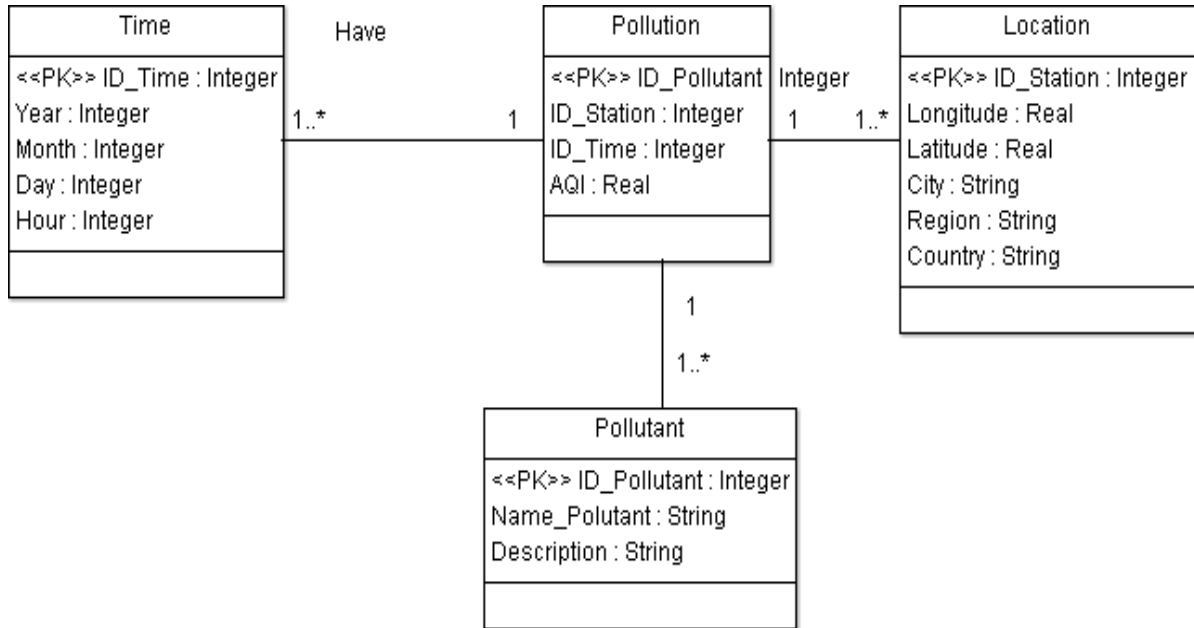 Time
<<PK>> ID_Time : Integer
Year : Integer
Month : Integer
Day : Integer
Hour : Integer
Have
1..*
1
Pollution
<<PK>> ID_Pollutant Integer
ID_Station : Integer
ID_Time : Integer
AQI : Real
1
1..*
Location
<<PK>> ID_Station : Integer
Longitude : Real
Latitude : Real
City : String
Region : String
Country : String
1
1..*
Pollutant
<<PK>> ID_Pollutant : Integer
Name_Polutant : String
Description : String